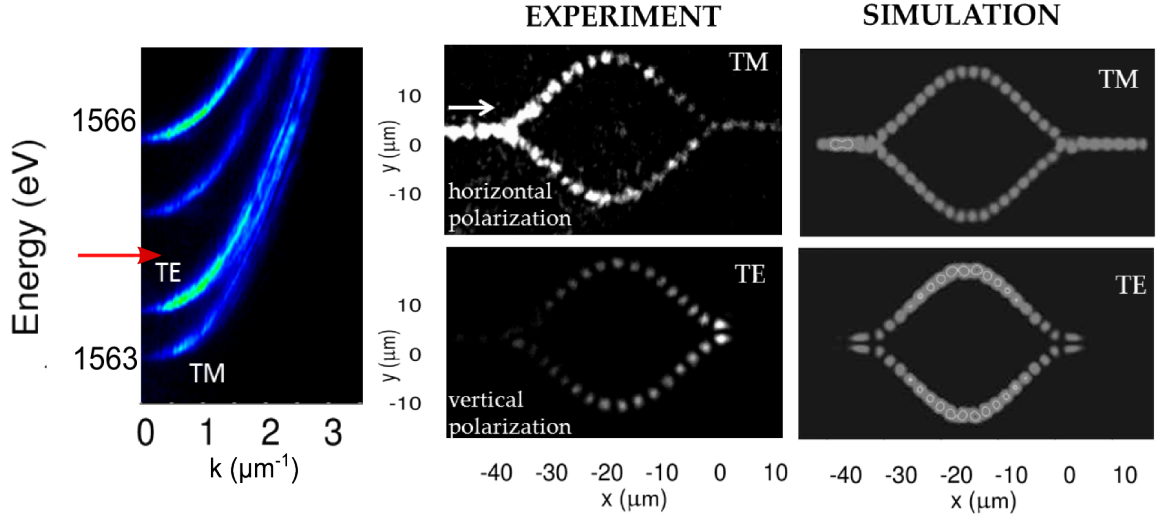 EXPERIMENT
SIMULATION
Energy (eV)
1566
1563
TE
TM
0 1 2 3
k (µm⁻¹)
TM
10
0
-10
y (µm)
horizontal
polarization
TM
TE
10
0
-10
y (µm)
vertical
polarization
TE
-40 -30 -20 -10 0 10
x (µm)
-40 -30 -20 -10 0 10
x (µm)